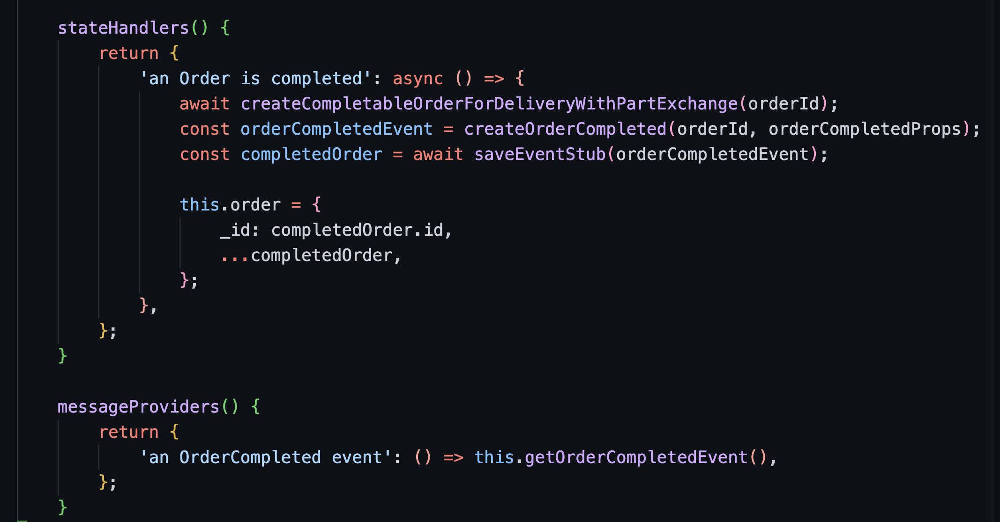 stateHandlers() {
    return {
        'an Order is completed': async () => {
            await createCompletableOrderForDeliveryWithPartExchange(orderId);
            const orderCompletedEvent = createOrderCompleted(orderId, orderCompletedProps);
            const completedOrder = await saveEventStub(orderCompletedEvent);

            this.order = {
                _id: completedOrder.id,
                ...completedOrder,
            };
        },
    };
}

messageProviders() {
    return {
        'an OrderCompleted event': () => this.getOrderCompletedEvent(),
    };
}